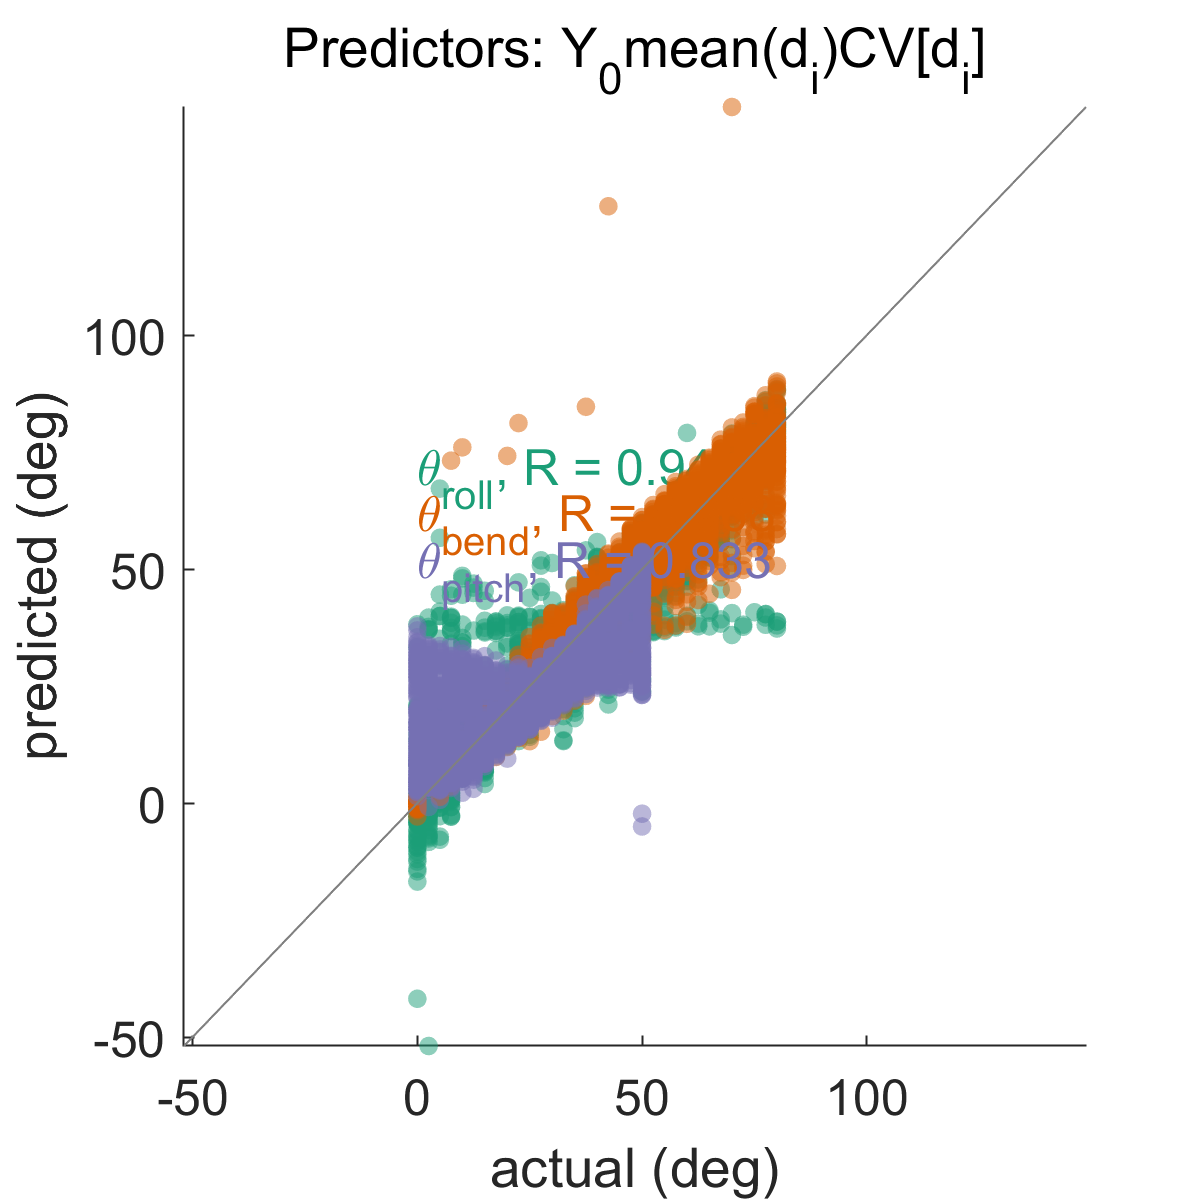 Predictors: Y₀mean(dᵢ)CV[dᵢ]
predicted (deg)
100
50
0
-50
θroll, R = 0.9
θbend, R =
θpitch, R = 0.833
-50 0 50 100
actual (deg)